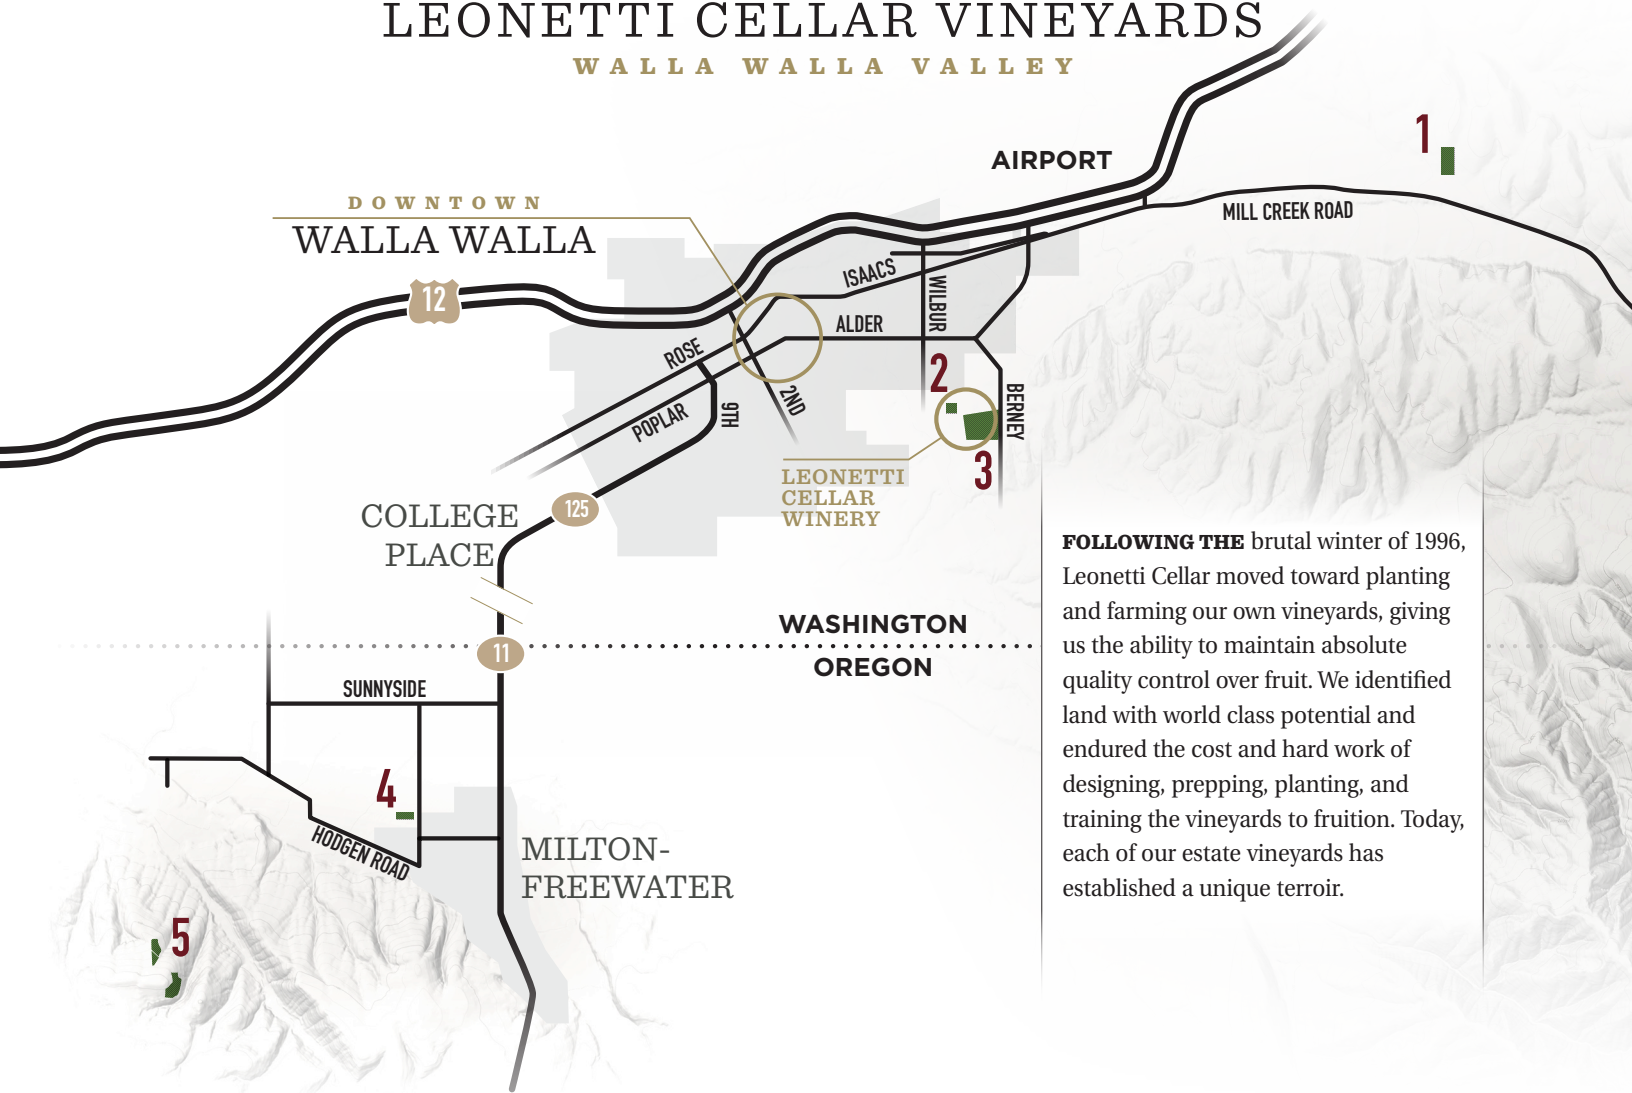 LEONETTI CELLAR VINEYARDS
WALLA WALLA VALLEY
1
AIRPORT
DOWNTOWN
WALLA WALLA
MILL CREEK ROAD
12
ISAACS
WILBUR
ALDER
ROSE
2
2ND
9TH
POPLAR
BERNEY
3
LEONETTI
CELLAR
WINERY
125
COLLEGE
PLACE
FOLLOWING THE brutal winter of 1996,
Leonetti Cellar moved toward planting
and farming our own vineyards, giving
us the ability to maintain absolute
quality control over fruit. We identified
land with world class potential and
endured the cost and hard work of
designing, prepping, planting, and
training the vineyards to fruition. Today,
each of our estate vineyards has
established a unique terroir.
WASHINGTON
OREGON
11
SUNNYSIDE
4
HODGEN ROAD
MILTON-
FREEWATER
5